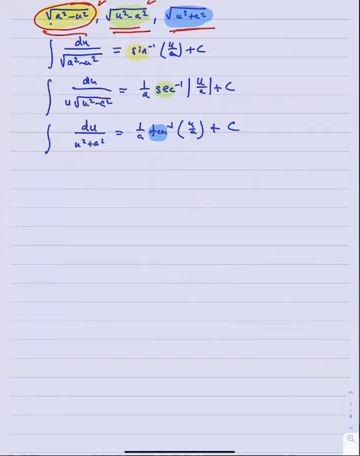 √a²-u² , √u²-a² , √u²+a²
∫ du/√a²-u² = sin⁻¹ (u/a) + C
∫ du/u√u²-a² = 1/a sec⁻¹ |u/a| + C
∫ du/u²+a² = 1/a tan⁻¹ (u/a) + C